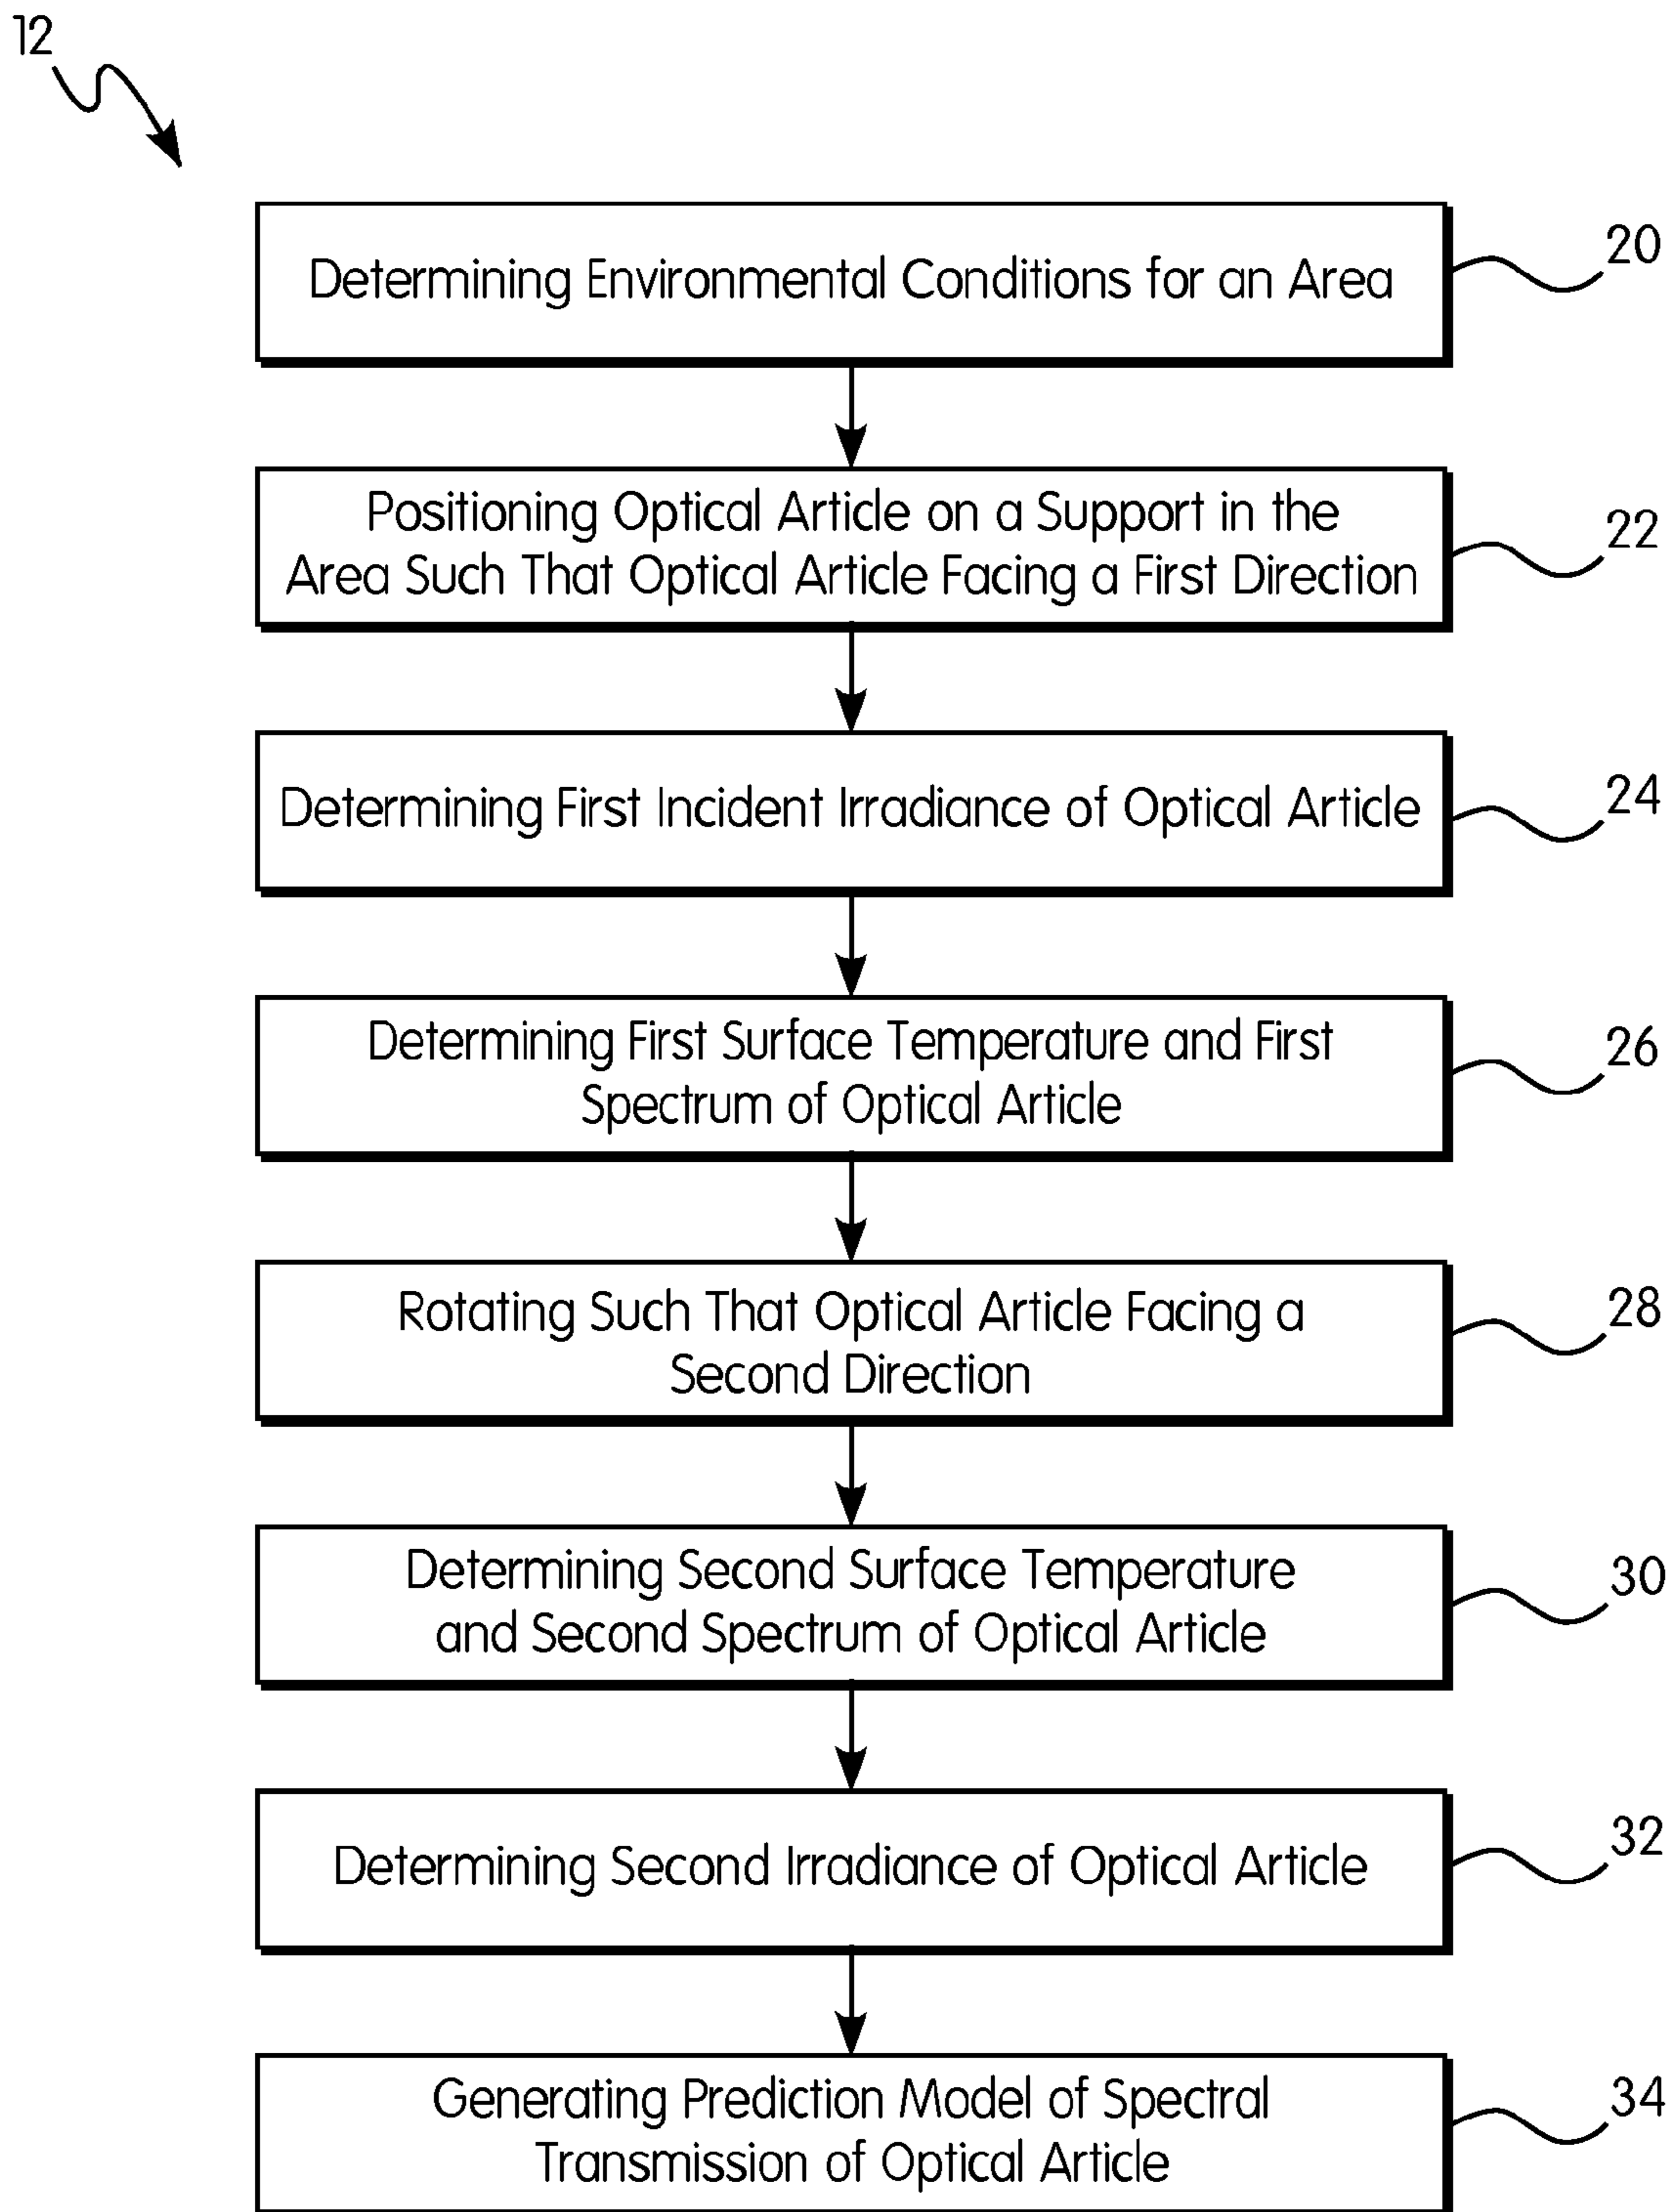 12
Determining Environmental Conditions for an Area
20
Positioning Optical Article on a Support in the
Area Such That Optical Article Facing a First Direction
22
Determining First Incident Irradiance of Optical Article
24
Determining First Surface Temperature and First
Spectrum of Optical Article
26
Rotating Such That Optical Article Facing a
Second Direction
28
Determining Second Surface Temperature
and Second Spectrum of Optical Article
30
Determining Second Irradiance of Optical Article
32
Generating Prediction Model of Spectral
Transmission of Optical Article
34